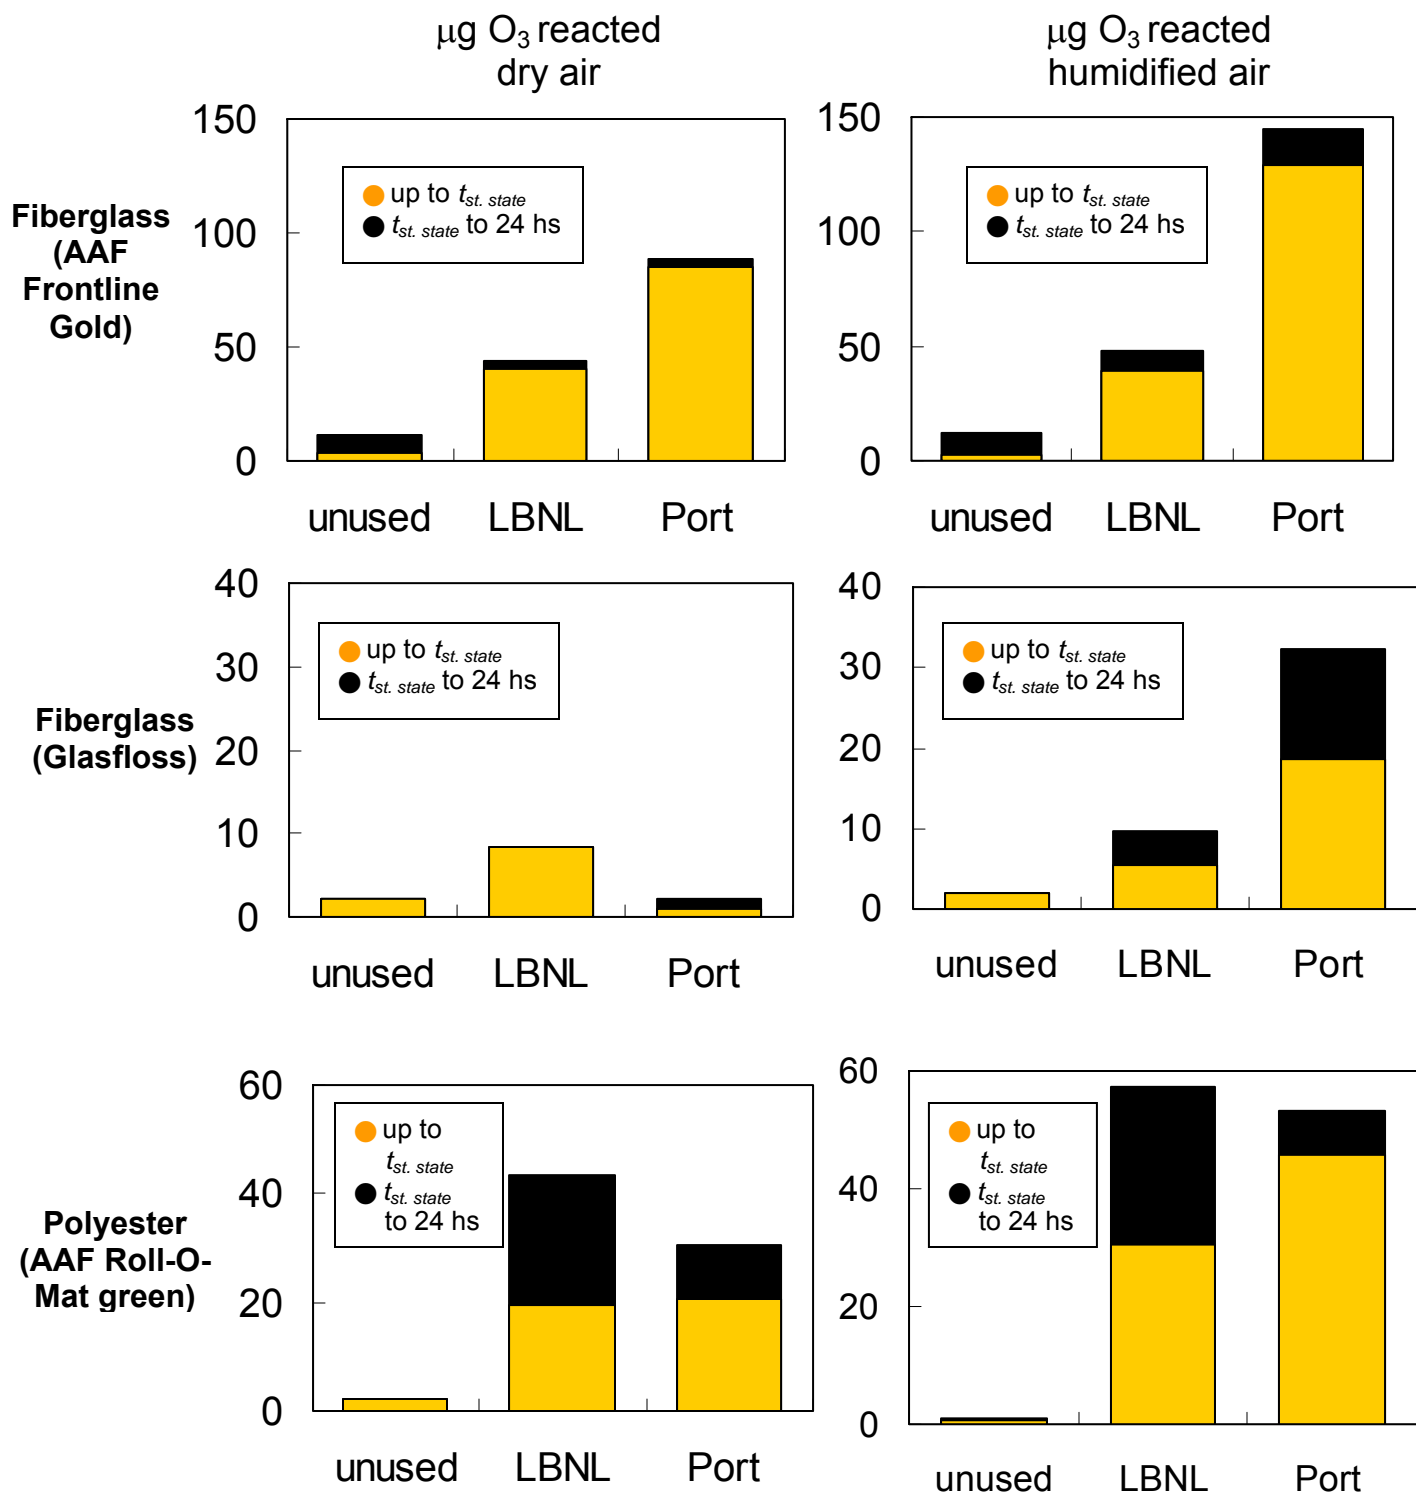 μg O3 reacted
dry air
μg O3 reacted
humidified air
Fiberglass
(AAF
Frontline
Gold)
150
100
50
0
up to tst. state
tst. state to 24 hs
unused LBNL Port
150
100
50
0
up to tst. state
tst. state to 24 hs
unused LBNL Port
Fiberglass
(Glasfloss)
40
30
20
10
0
up to tst. state
tst. state to 24 hs
unused LBNL Port
40
30
20
10
0
up to tst. state
tst. state to 24 hs
unused LBNL Port
Polyester
(AAF Roll-O-
Mat green)
60
40
20
0
up to
tst. state
tst. state
to 24 hs
unused LBNL Port
60
40
20
0
up to
tst. state
tst. state
to 24 hs
unused LBNL Port